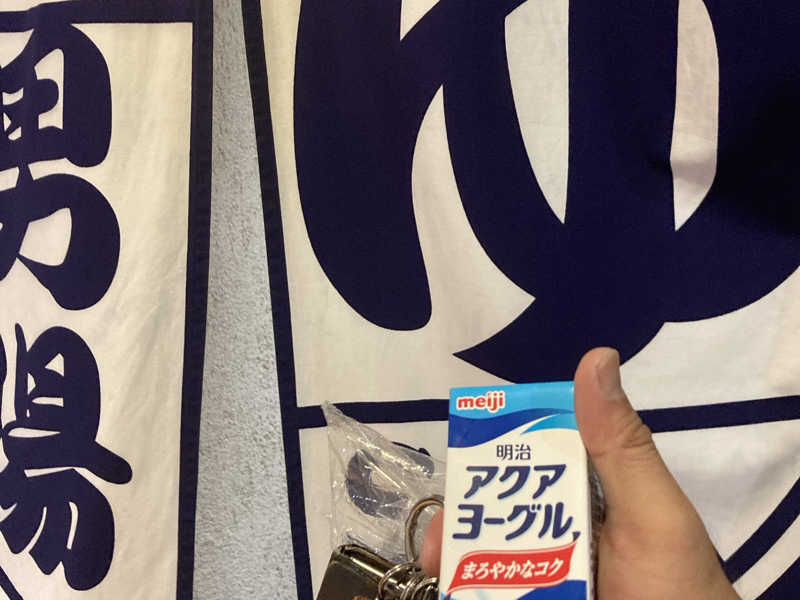 男湯
ゆ
meiji
明治
アクア
ヨーグル
まろやかなコク